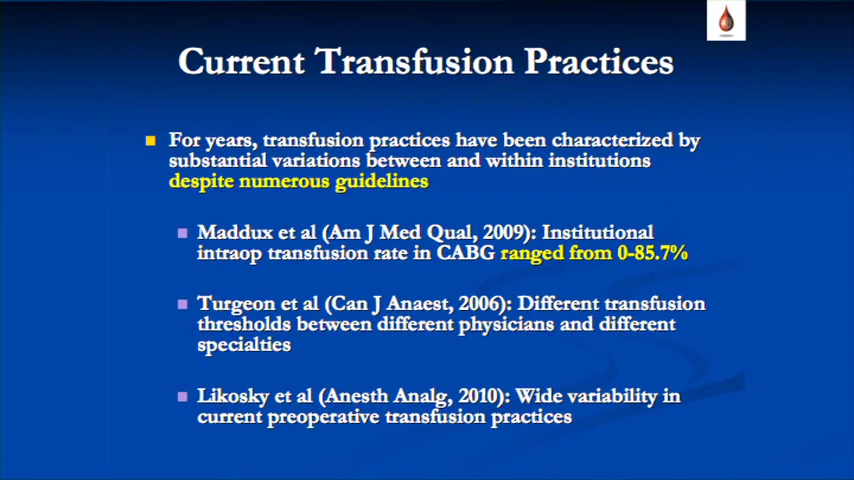 Current Transfusion Practices
For years, transfusion practices have been characterized by
substantial variations between and within institutions
despite numerous guidelines
Maddux et al (Am J Med Qual, 2009): Institutional
intraop transfusion rate in CABG ranged from 0-85.7%
Turgeon et al (Can J Anaest, 2006): Different transfusion
thresholds between different physicians and different
specialties
Likosky et al (Anesth Analg, 2010): Wide variability in
current preoperative transfusion practices